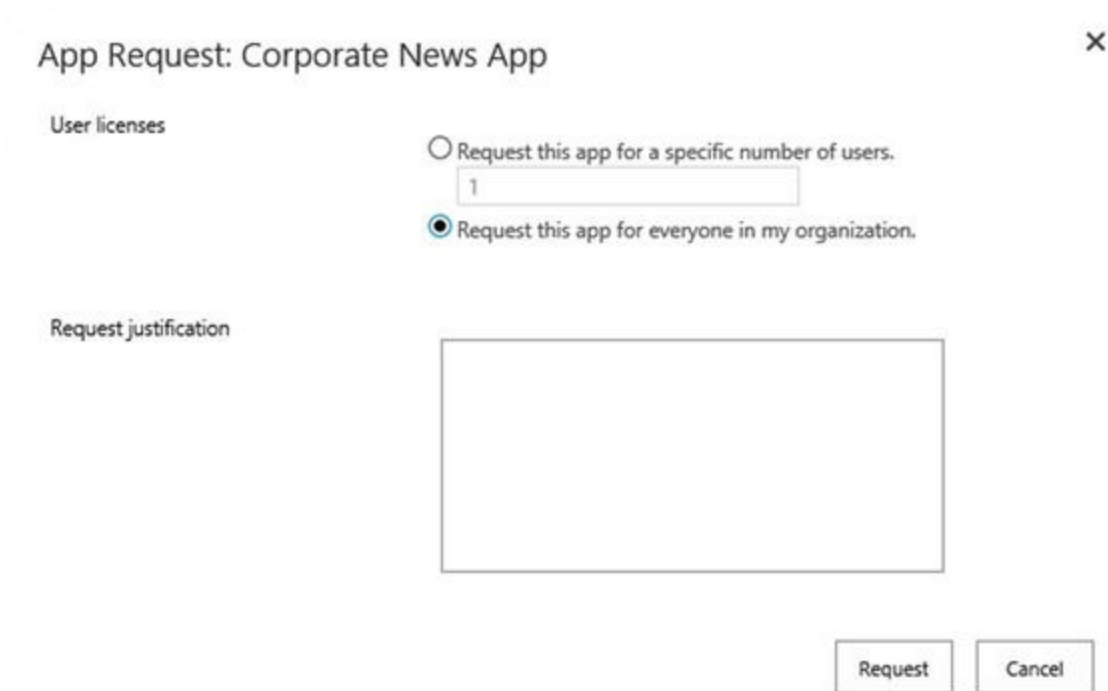 App Request: Corporate News App
User licenses
Request this app for a specific number of users.
1
Request this app for everyone in my organization.
Request justification
Request
Cancel